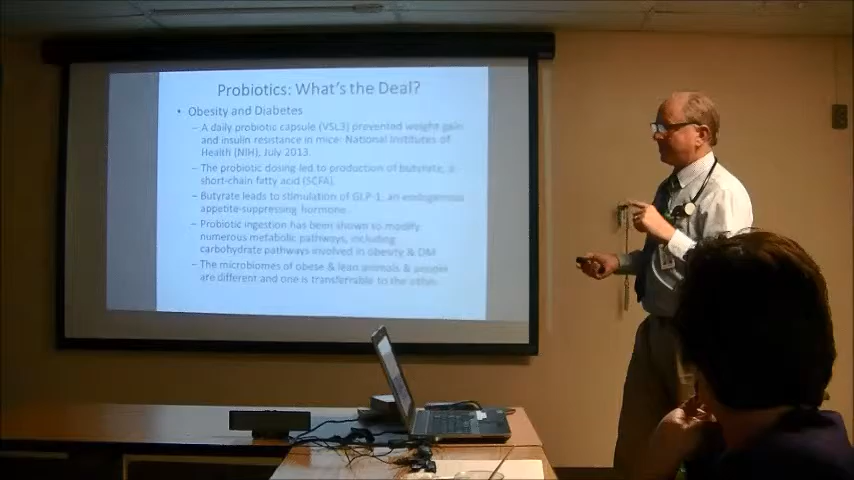 Probiotics: What's the Deal?
• Obesity and Diabetes
– A daily probiotic capsule (VSL3) prevented weight gain
and insulin resistance in mice: National Institutes of
Health (NIH), July 2013.
– The probiotic dosing led to production of butyrate, a
short-chain fatty acid (SCFA).
– Butyrate leads to stimulation of GLP-1, an endogenous
appetite-suppressing hormone.
– Probiotic ingestion has been shown to modify
numerous metabolic pathways, including
carbohydrate pathways involved in obesity & DM
– The microbiomes of obese & lean animals & people
are different and one is transferrable to the other.